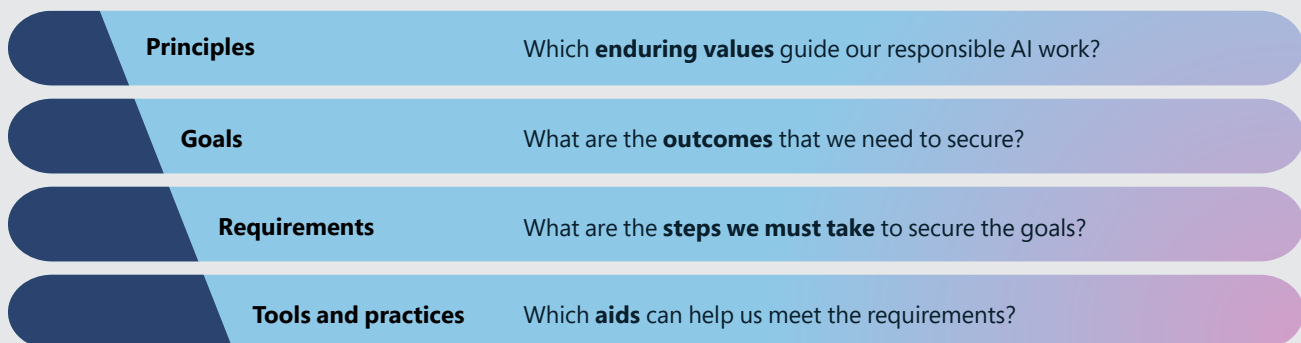 Principles Which enduring values guide our responsible AI work?
Goals What are the outcomes that we need to secure?
Requirements What are the steps we must take to secure the goals?
Tools and practices Which aids can help us meet the requirements?